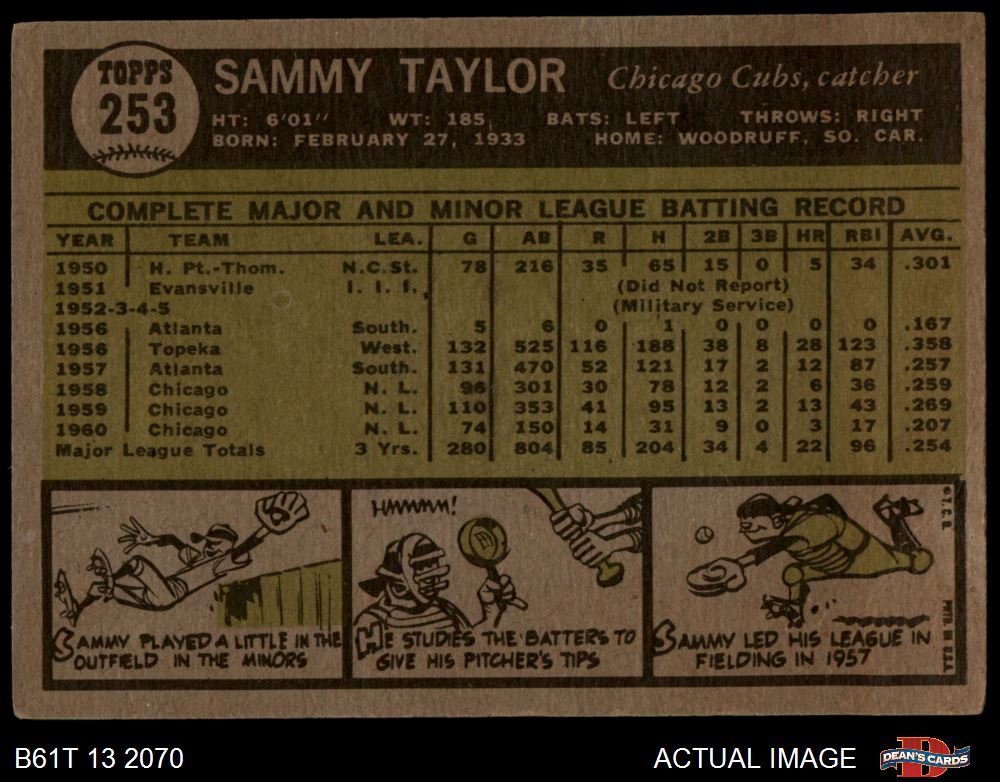 TOPPS
253
SAMMY TAYLOR
Chicago Cubs, catcher
HT: 6'01" WT: 185 BATS: LEFT THROWS: RIGHT
BORN: FEBRUARY 27, 1933 HOME: WOODRUFF, SO. CAR.
COMPLETE MAJOR AND MINOR LEAGUE BATTING RECORD
YEAR TEAM LEA. G AB R H 2B 3B HR RBI AVG.
1950 H. Pt.-Thom. N.C.St. 78 216 35 65 15 0 5 34 .301
1951 Evansville I. I. I. (Did Not Report)
1952-3-4-5 (Military Service)
1956 Atlanta South. 5 6 0 1 0 0 0 0 .167
1956 Topeka West. 132 525 116 188 38 8 28 123 .358
1957 Atlanta South. 131 470 52 121 17 2 12 87 .257
1958 Chicago N. L. 96 301 30 78 12 2 6 36 .259
1959 Chicago N. L. 110 353 41 95 13 2 13 43 .269
1960 Chicago N. L. 74 150 14 31 9 0 3 17 .207
Major League Totals 3 Yrs. 280 804 85 204 34 4 22 96 .254
SAMMY PLAYED A LITTLE IN THE
OUTFIELD IN THE MINORS
HMMMM!
HE STUDIES THE BATTERS TO
GIVE HIS PITCHER'S TIPS
SAMMY LED HIS LEAGUE IN
FIELDING IN 1957
© T.C.G.
PRTD IN U.S.A.
B61T 13 2070
ACTUAL IMAGE
DEAN'S CARDS